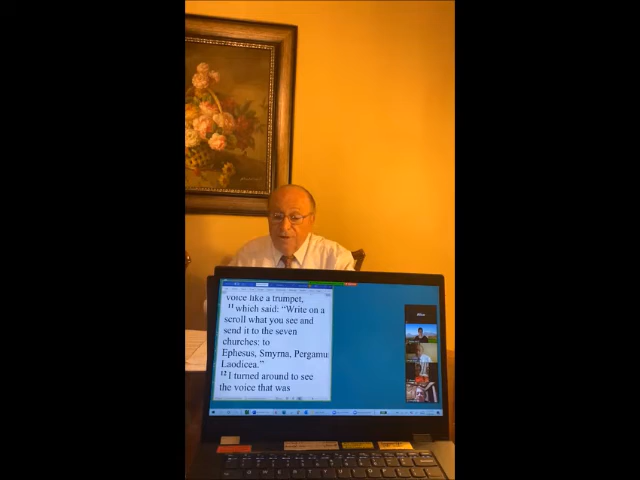 voice like a trumpet,
11 which said: “Write on a
scroll what you see and
send it to the seven
churches: to
Ephesus, Smyrna, Pergamu
Laodicea.”
12 I turned around to see
the voice that was